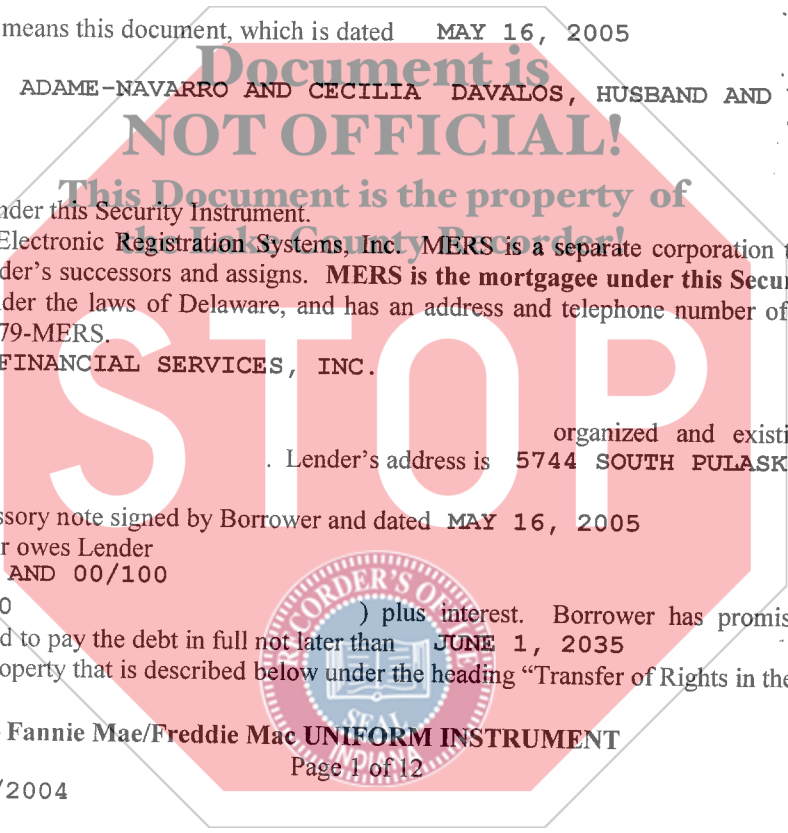 means this document, which is dated MAY 16, 2005
Document is
ADAME-NAVARRO AND CECILIA DAVALOS, HUSBAND AND
NOT OFFICIAL!
This Document is the property of
nder this Security Instrument.
the Lake County Recorder!
Electronic Registration Systems, Inc. MERS is a separate corporation t
der's successors and assigns. MERS is the mortgagee under this Secur
der the laws of Delaware, and has an address and telephone number of
79-MERS.
FINANCIAL SERVICES, INC.
STOP
organized and existi
. Lender's address is 5744 SOUTH PULASK
ssory note signed by Borrower and dated MAY 16, 2005
r owes Lender
AND 00/100
0 ) plus interest. Borrower has promis
d to pay the debt in full not later than JUNE 1, 2035
operty that is described below under the heading “Transfer of Rights in the
RECORDER'S OF
SEAL
INDIANA
Fannie Mae/Freddie Mac UNIFORM INSTRUMENT
Page 1 of 12
/2004